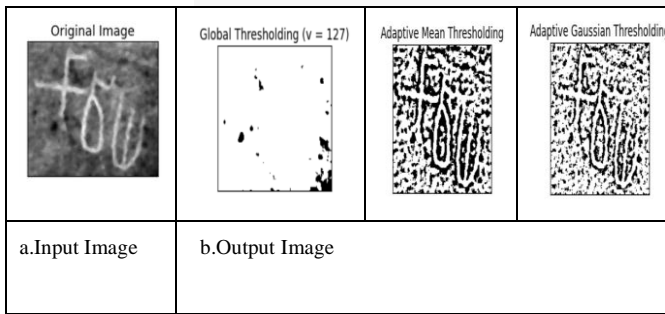 Original Image
Global Thresholding (v = 127)
Adaptive Mean Thresholding
Adaptive Gaussian Thresholding
a.Input Image
b.Output Image